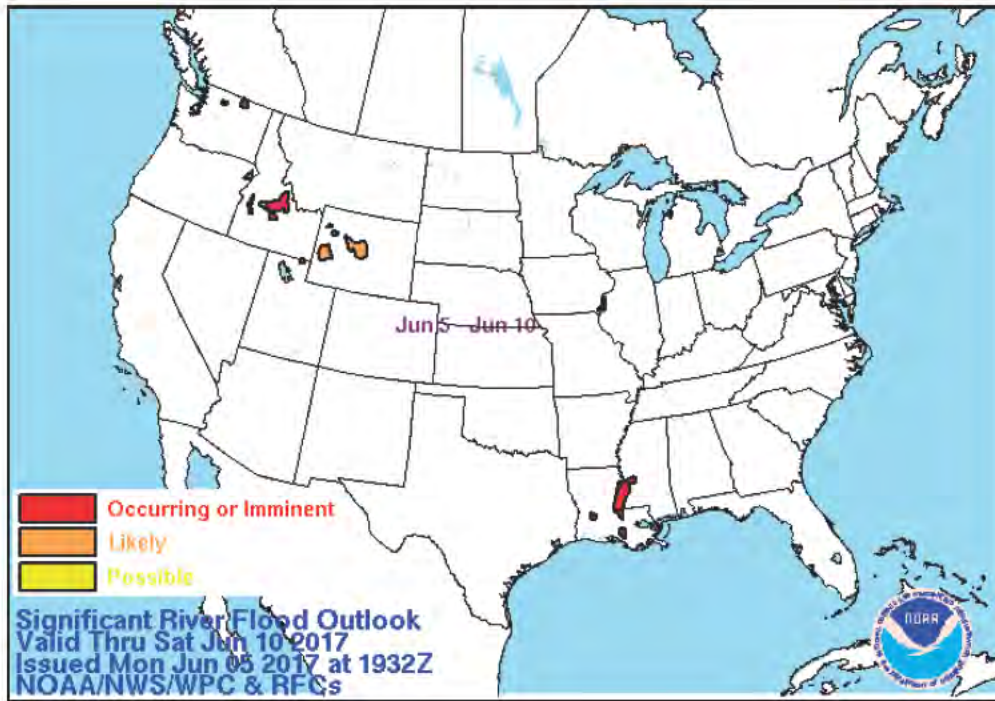 Jun 5 - Jun 10
Occurring or Imminent
Likely
Possible
Significant River Flood Outlook
Valid Thru Sat Jun 10 2017
Issued Mon Jun 05 2017 at 1932Z
NOAA/NWS/WPC & RFCs
NOAA